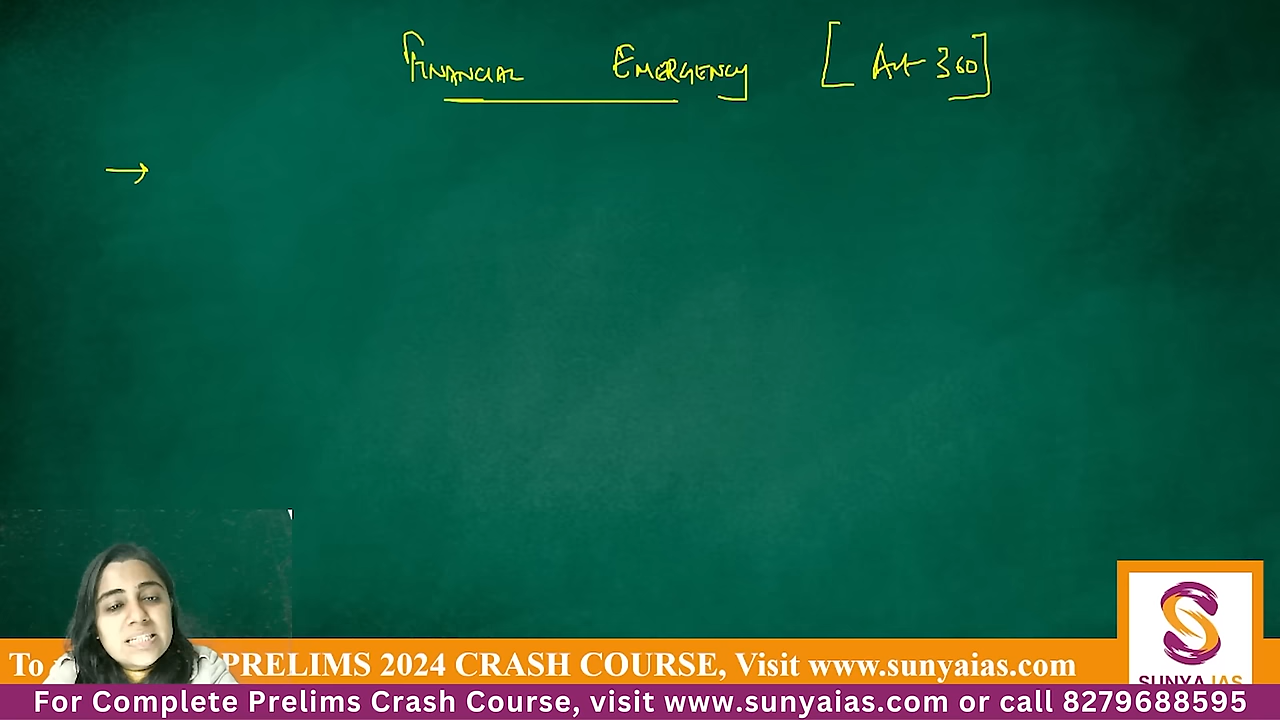 FINANCIAL EMERGENCY [Art 360]
→
To PRELIMS 2024 CRASH COURSE, Visit www.sunyaias.com
SUNYA IAS
For Complete Prelims Crash Course, visit www.sunyaias.com or call 8279688595